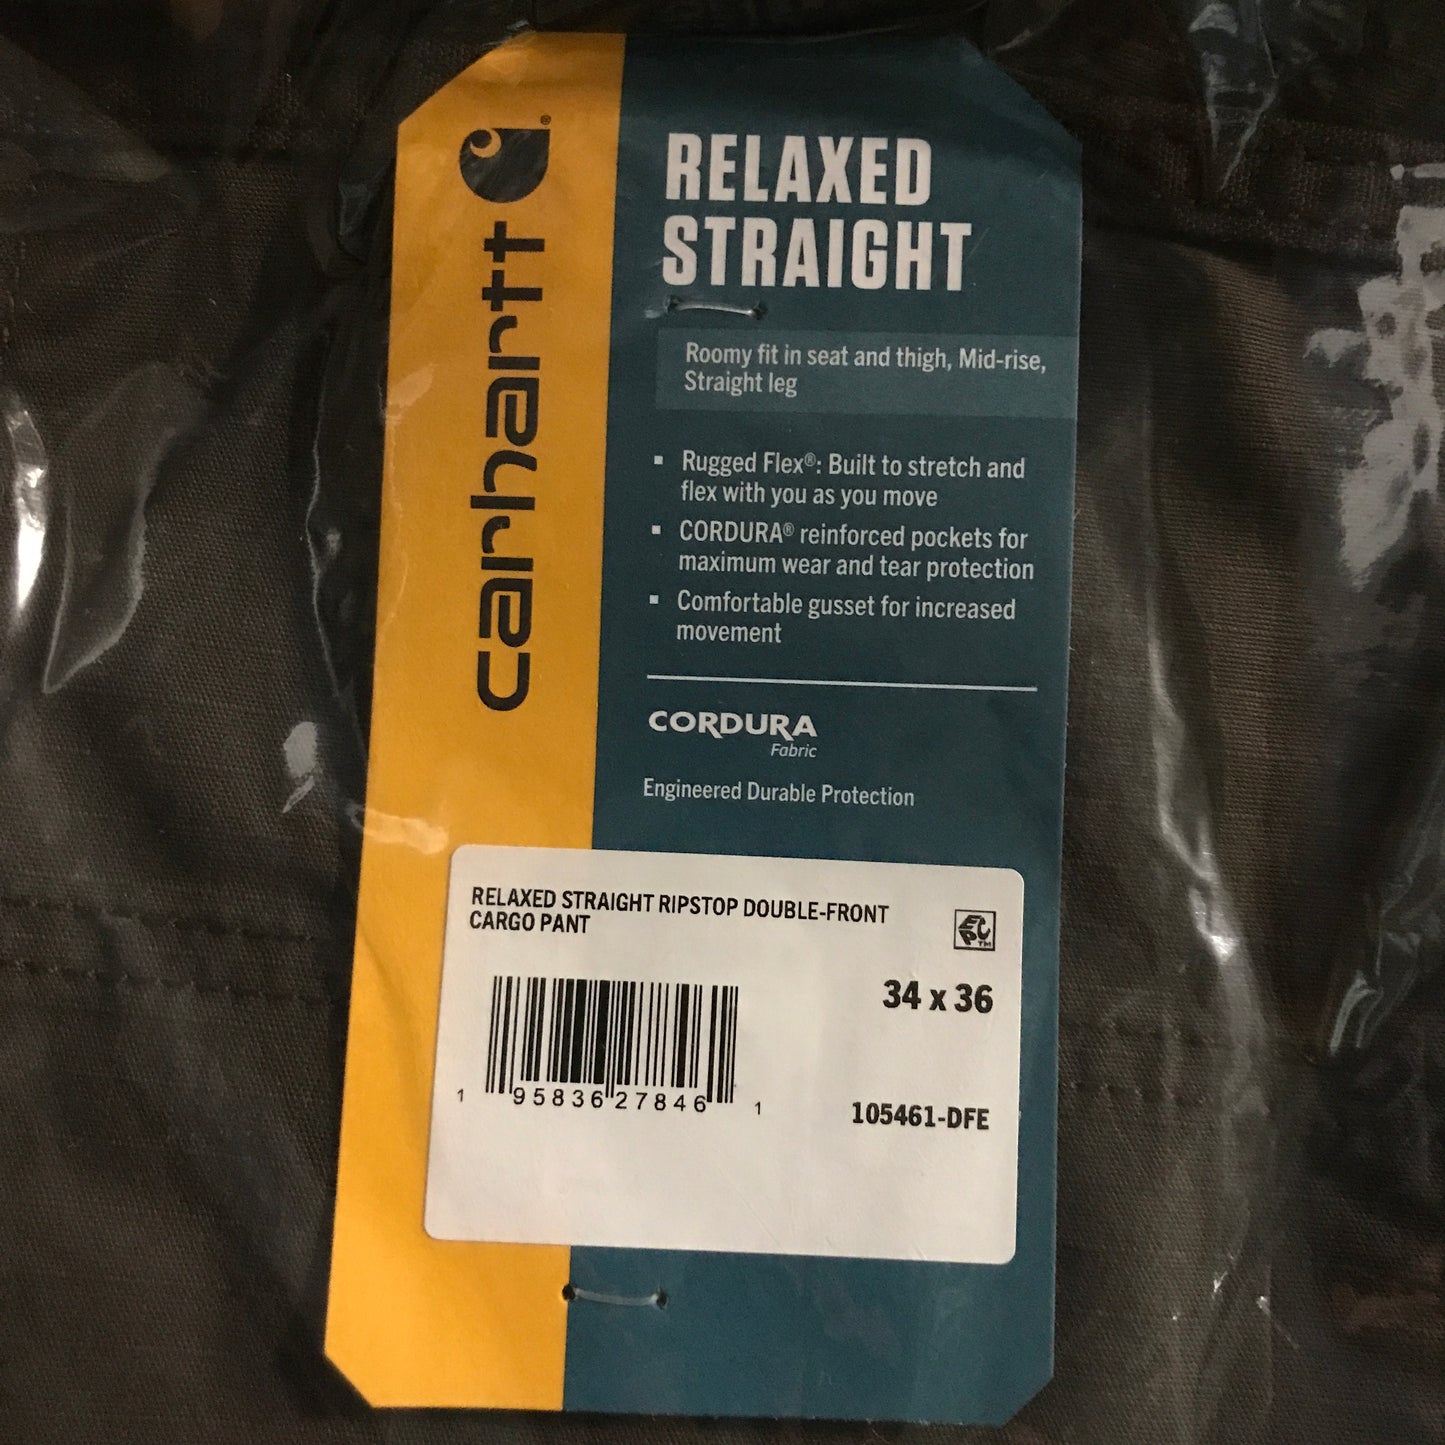 carhartt®
RELAXED
STRAIGHT
Roomy fit in seat and thigh, Mid-rise,
Straight leg
▪ Rugged Flex®: Built to stretch and
flex with you as you move
▪ CORDURA® reinforced pockets for
maximum wear and tear protection
▪ Comfortable gusset for increased
movement
CORDURA
Fabric
Engineered Durable Protection
RELAXED STRAIGHT RIPSTOP DOUBLE-FRONT
CARGO PANT
ECPC™
34 x 36
1 95836 27846 1
105461-DFE